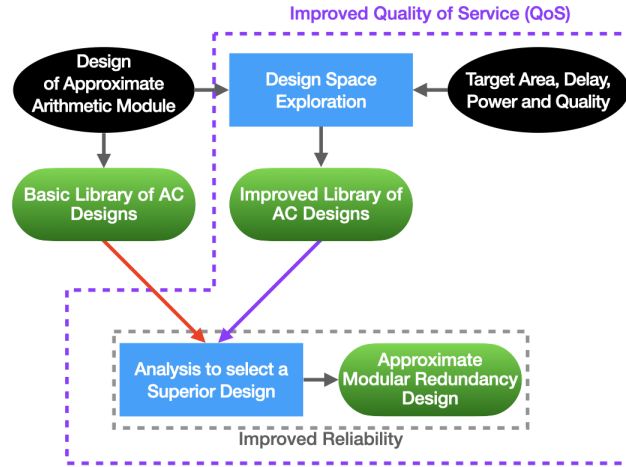 Improved Quality of Service (QoS)
Design
of Approximate
Arithmetic Module
Design Space
Exploration
Target Area, Delay,
Power and Quality
Basic Library of AC
Designs
Improved Library of
AC Designs
Analysis to select a
Superior Design
Approximate
Modular Redundancy
Design
Improved Reliability